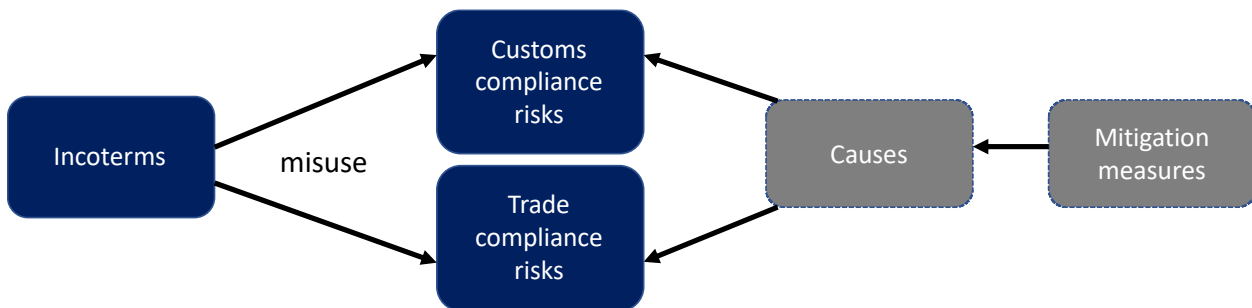 Incoterms
misuse
Customs
compliance
risks
Trade
compliance
risks
Causes
Mitigation
measures